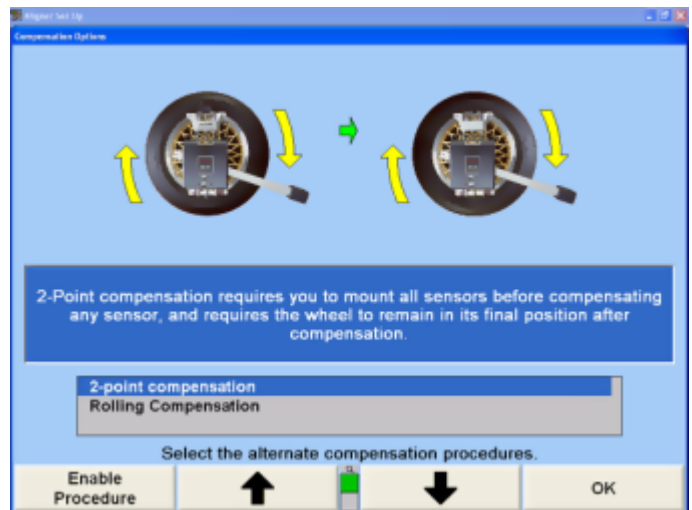 Aligner Set Up
Compensation Options
2-Point compensation requires you to mount all sensors before compensating
any sensor, and requires the wheel to remain in its final position after
compensation.
2-point compensation
Rolling Compensation
Select the alternate compensation procedures.
Enable
Procedure
OK